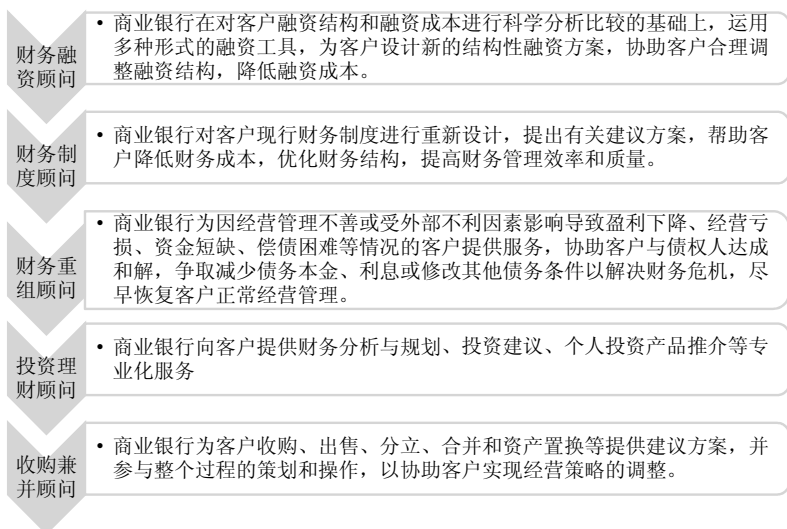 财务融
资顾问
• 商业银行在对客户融资结构和融资成本进行科学分析比较的基础上，运用
多种形式的融资工具，为客户设计新的结构性融资方案，协助客户合理调
整融资结构，降低融资成本。
财务制
度顾问
• 商业银行对客户现行财务制度进行重新设计，提出有关建议方案，帮助客
户降低财务成本，优化财务结构，提高财务管理效率和质量。
财务重
组顾问
• 商业银行为因经营管理不善或受外部不利因素影响导致盈利下降、经营亏
损、资金短缺、偿债困难等情况的客户提供服务，协助客户与债权人达成
和解，争取减少债务本金、利息或修改其他债务条件以解决财务危机，尽
早恢复客户正常经营管理。
投资理
财顾问
• 商业银行向客户提供财务分析与规划、投资建议、个人投资产品推介等专
业化服务
收购兼
并顾问
• 商业银行为客户收购、出售、分立、合并和资产置换等提供建议方案，并
参与整个过程的策划和操作，以协助客户实现经营策略的调整。